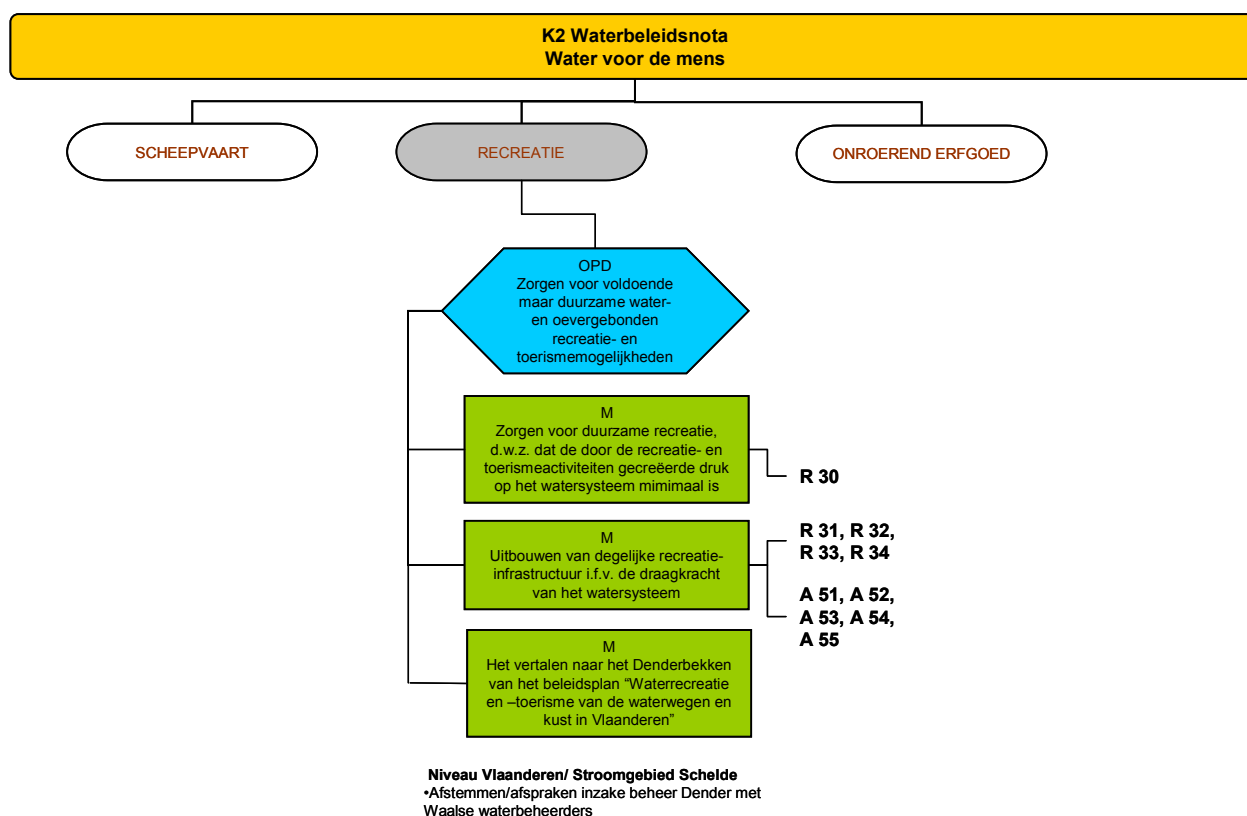 K2 Waterbeleidsnota
Water voor de mens
SCHEEPVAART
RECREATIE
ONROEREND ERFGOED
OPD
Zorgen voor voldoende
maar duurzame water-
en oevergebonden
recreatie- en
toerismemogelijkheden
M
Zorgen voor duurzame recreatie,
d.w.z. dat de door de recreatie- en
toerismeactiviteiten gecreëerde druk
op het watersysteem mimimaal is
R 30
M
Uitbouwen van degelijke recreatie-
infrastructuur i.f.v. de draagkracht
van het watersysteem
R 31, R 32,
R 33, R 34
A 51, A 52,
A 53, A 54,
A 55
M
Het vertalen naar het Denderbekken
van het beleidsplan “Waterrecreatie
en –toerisme van de waterwegen en
kust in Vlaanderen”
Niveau Vlaanderen/ Stroomgebied Schelde
•Afstemmen/afspraken inzake beheer Dender met
Waalse waterbeheerders